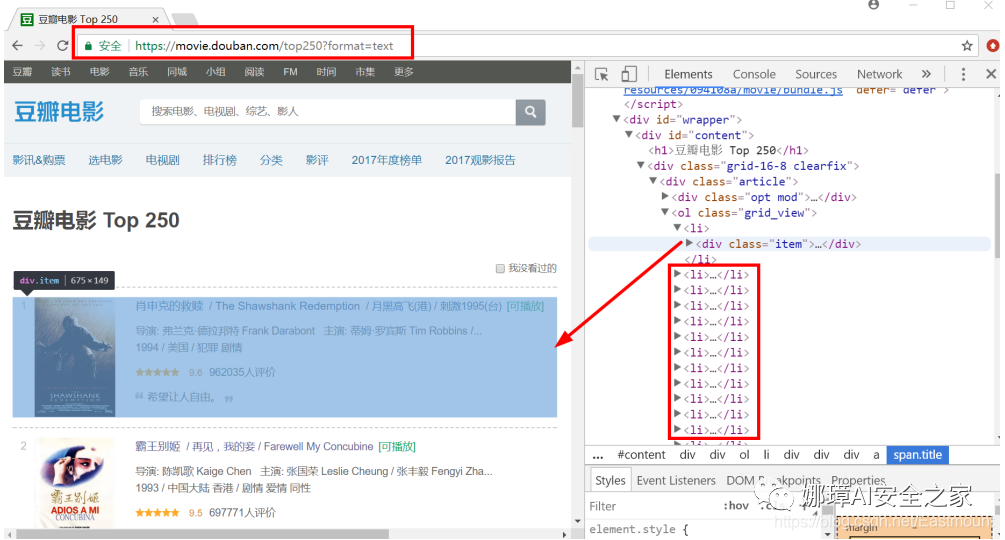 豆瓣电影 Top 250
安全 https://movie.douban.com/top250?format=text
豆瓣 读书 电影 音乐 同城 小组 阅读 FM 时间 市集 更多
豆瓣电影 搜索电影、电视剧、综艺、影人
影讯&购票 选电影 电视剧 排行榜 分类 影评 2017年度榜单 2017观影报告
豆瓣电影 Top 250
我没看过的
div.item | 675×149
1 肖申克的救赎 / The Shawshank Redemption / 月黑高飞(港) / 刺激1995(台) [可播放]
导演: 弗兰克·德拉邦特 Frank Darabont 主演: 蒂姆·罗宾斯 Tim Robbins /...
1994 / 美国 / 犯罪 剧情
9.6 962035人评价
希望让人自由。
SHAWSHANK
REDEMPTION
2 霸王别姬 / 再见，我的妾 / Farewell My Concubine [可播放]
导演: 陈凯歌 Kaige Chen 主演: 张国荣 Leslie Cheung / 张丰毅 Fengyi Zha...
1993 / 中国大陆 香港 / 剧情 爱情 同性
9.5 697771人评价
霸王别姬
ADIOS A MI
CONCUBINA
Elements Console Sources Network »
resources/094108a/movie/bundle.js" defer="defer">
</script>
<div id="wrapper">
<div id="content">
<h1>豆瓣电影 Top 250</h1>
<div class="grid-16-8 clearfix">
<div class="article">
<div class="opt mod">…</div>
<ol class="grid_view">
<li>
<div class="item">…</div>
</li>
<li>…</li>
<li>…</li>
<li>…</li>
<li>…</li>
<li>…</li>
<li>…</li>
<li>…</li>
<li>…</li>
<li>…</li>
<li>…</li>
<li>…</li>
... #content div div ol li div div div a span.title
Styles Event Listeners DOM Breakpoints Properties
Filter :hov .cls +
element.style {
margin
娜璋AI安全之家
https://blog.csdn.net/Eastmount